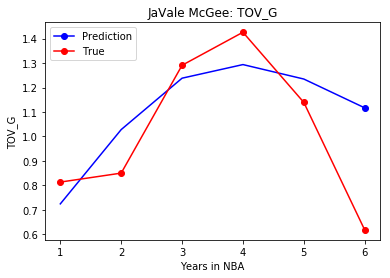 JaVale McGee: TOV_G
Prediction
True
TOV_G
1.4
1.3
1.2
1.1
1.0
0.9
0.8
0.7
0.6
1 2 3 4 5 6
Years in NBA